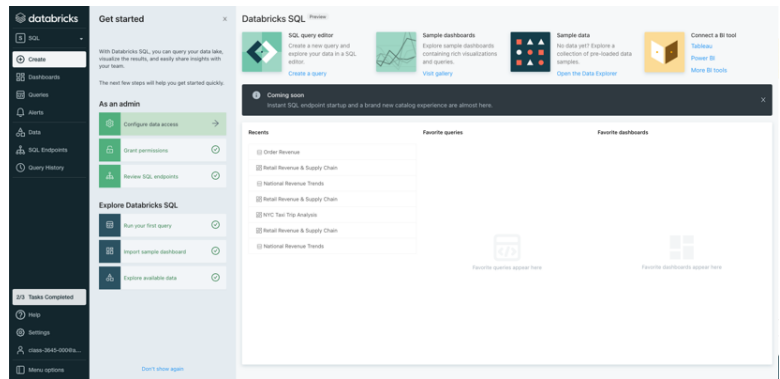 databricks
S SQL
Create
Dashboards
Queries
Alerts
Data
SQL Endpoints
Query History
2/3 Tasks Completed
Help
Settings
Menu options
Get started ×
With Databricks SQL, you can query your data lake,
visualize the results, and easily share insights with
your team.
The next few steps will help you get started quickly.
As an admin
Configure data access
Grant permissions
Review SQL endpoints
Explore Databricks SQL
Run your first query
Import sample dashboard
Explore available data
Don't show again
Databricks SQL Preview
SQL query editor
Create a new query and
explore your data in a SQL
editor.
Create a query
Sample dashboards
Explore sample dashboards
containing rich visualizations
and queries.
Visit gallery
Sample data
No data yet? Explore a
collection of pre-loaded data
samples.
Open the Data Explorer
Connect a BI tool
Tableau
Power BI
More BI tools
Coming soon
Instant SQL endpoint startup and a brand new catalog experience are almost here.
Recents
Order Revenue
Retail Revenue & Supply Chain
National Revenue Trends
Retail Revenue & Supply Chain
NYC Taxi Trip Analysis
Retail Revenue & Supply Chain
National Revenue Trends
Favorite queries
Favorite queries appear here
Favorite dashboards
Favorite dashboards appear here